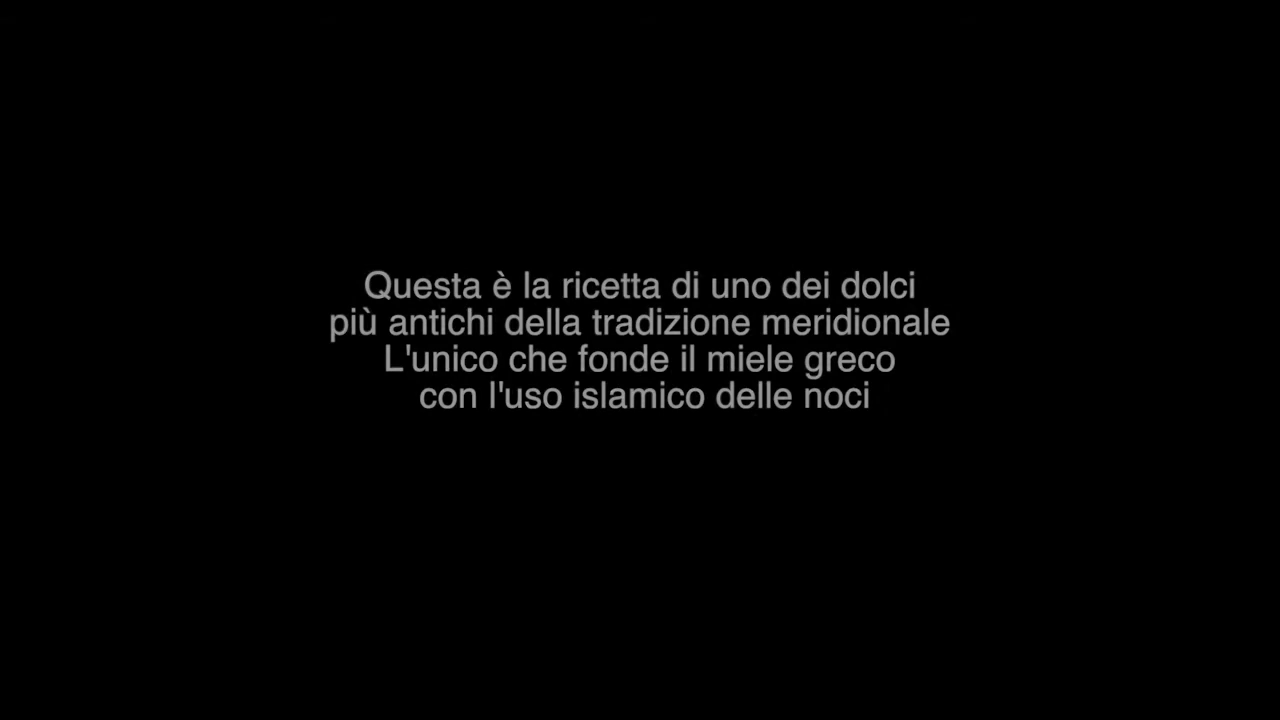 Questa è la ricetta di uno dei dolci
più antichi della tradizione meridionale
L'unico che fonde il miele greco
con l'uso islamico delle noci